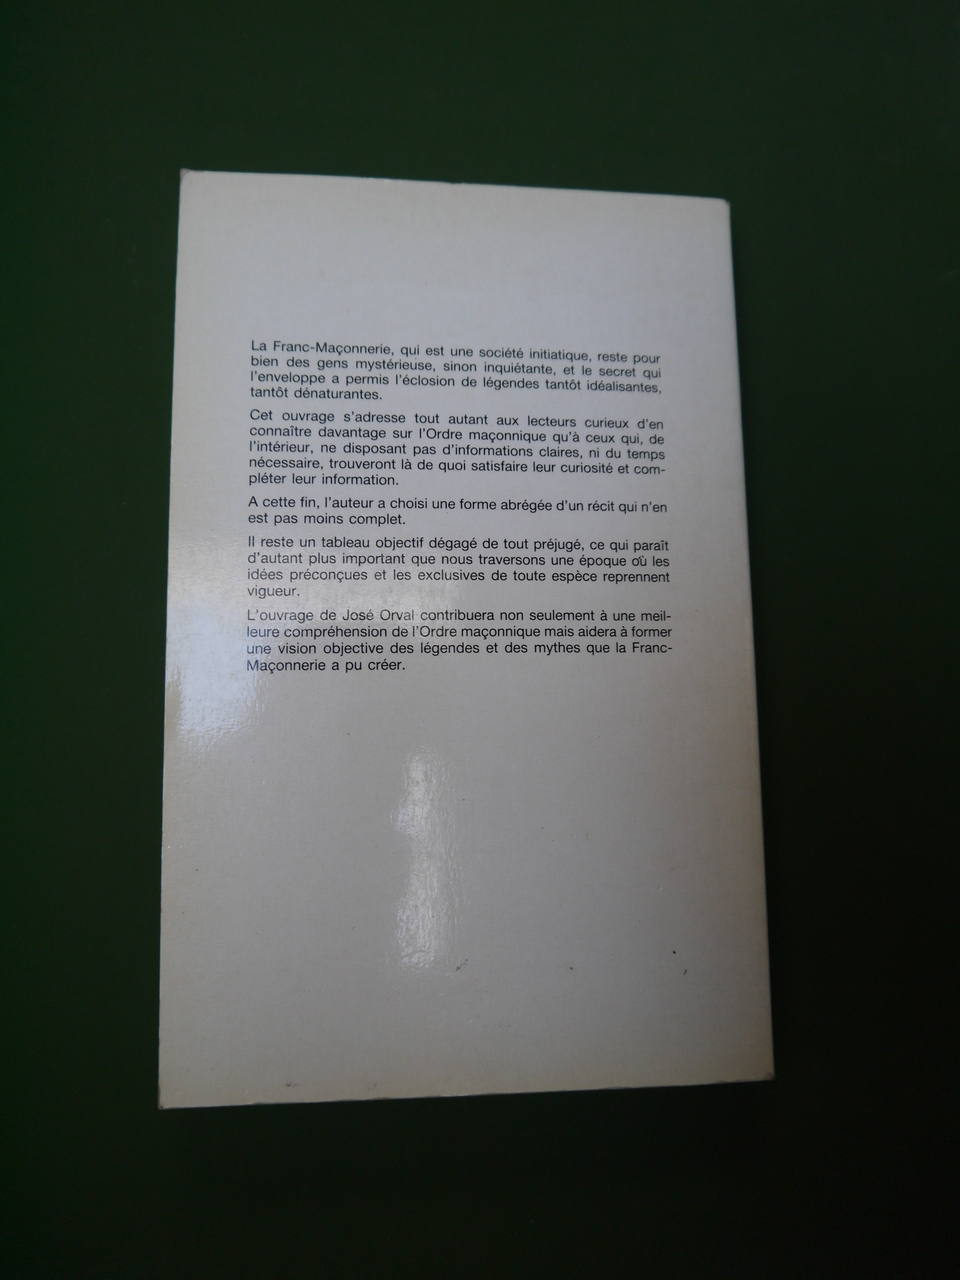 La Franc-Maçonnerie, qui est une société initiatique, reste pour
bien des gens mystérieuse, sinon inquiétante, et le secret qui
l'enveloppe a permis l'éclosion de légendes tantôt idéalisantes,
tantôt dénaturantes.
Cet ouvrage s'adresse tout autant aux lecteurs curieux d'en
connaître davantage sur l'Ordre maçonnique qu'à ceux qui, de
l'intérieur, ne disposant pas d'informations claires, ni du temps
nécessaire, trouveront là de quoi satisfaire leur curiosité et com-
pléter leur information.
A cette fin, l'auteur a choisi une forme abrégée d'un récit qui n'en
est pas moins complet.
Il reste un tableau objectif dégagé de tout préjugé, ce qui paraît
d'autant plus important que nous traversons une époque où les
idées préconçues et les exclusives de toute espèce reprennent
vigueur.
L'ouvrage de José Orval contribuera non seulement à une meil-
leure compréhension de l'Ordre maçonnique mais aidera à former
une vision objective des légendes et des mythes que la Franc-
Maçonnerie a pu créer.